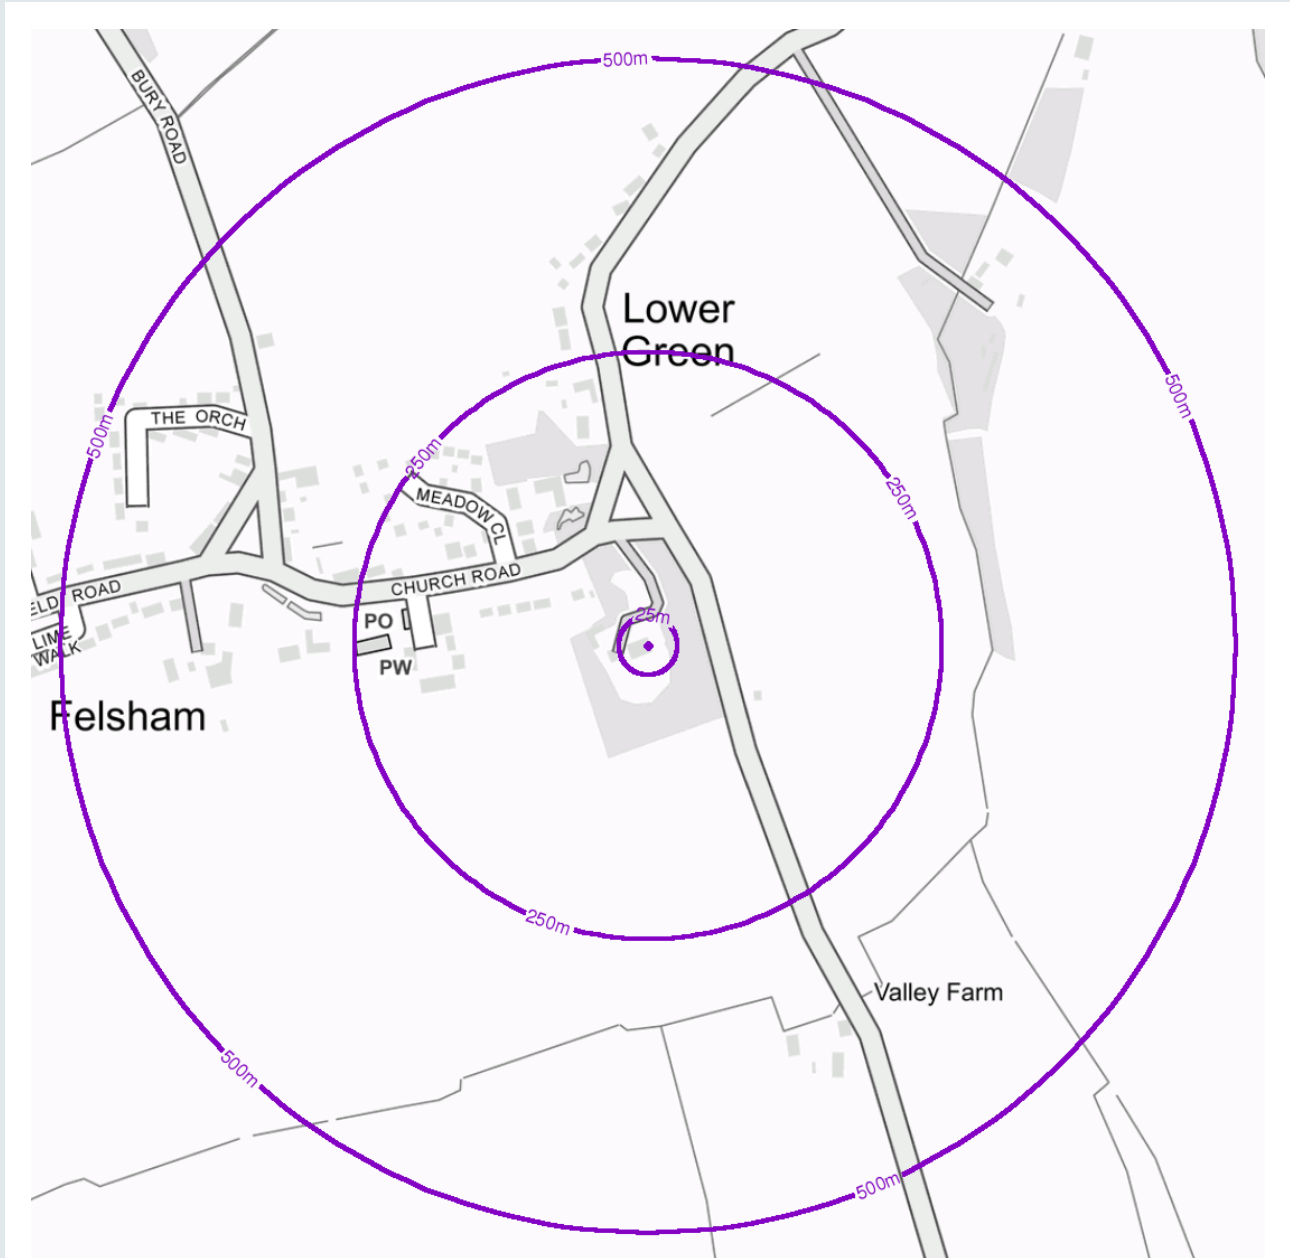 500m
BURY ROAD
Lower
Green
500m
THE ORCH
500m
250m
250m
MEADOW CL
CHURCH ROAD
ELD ROAD
PO
25m
LIME
WALK
PW
Felsham
250m
Valley Farm
500m
500m